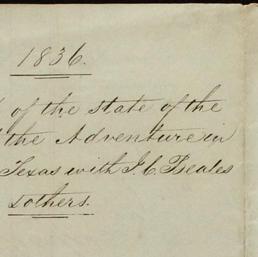 1836.
of the state of the
the Adventure in
Texas with J. C. Beales
& others.